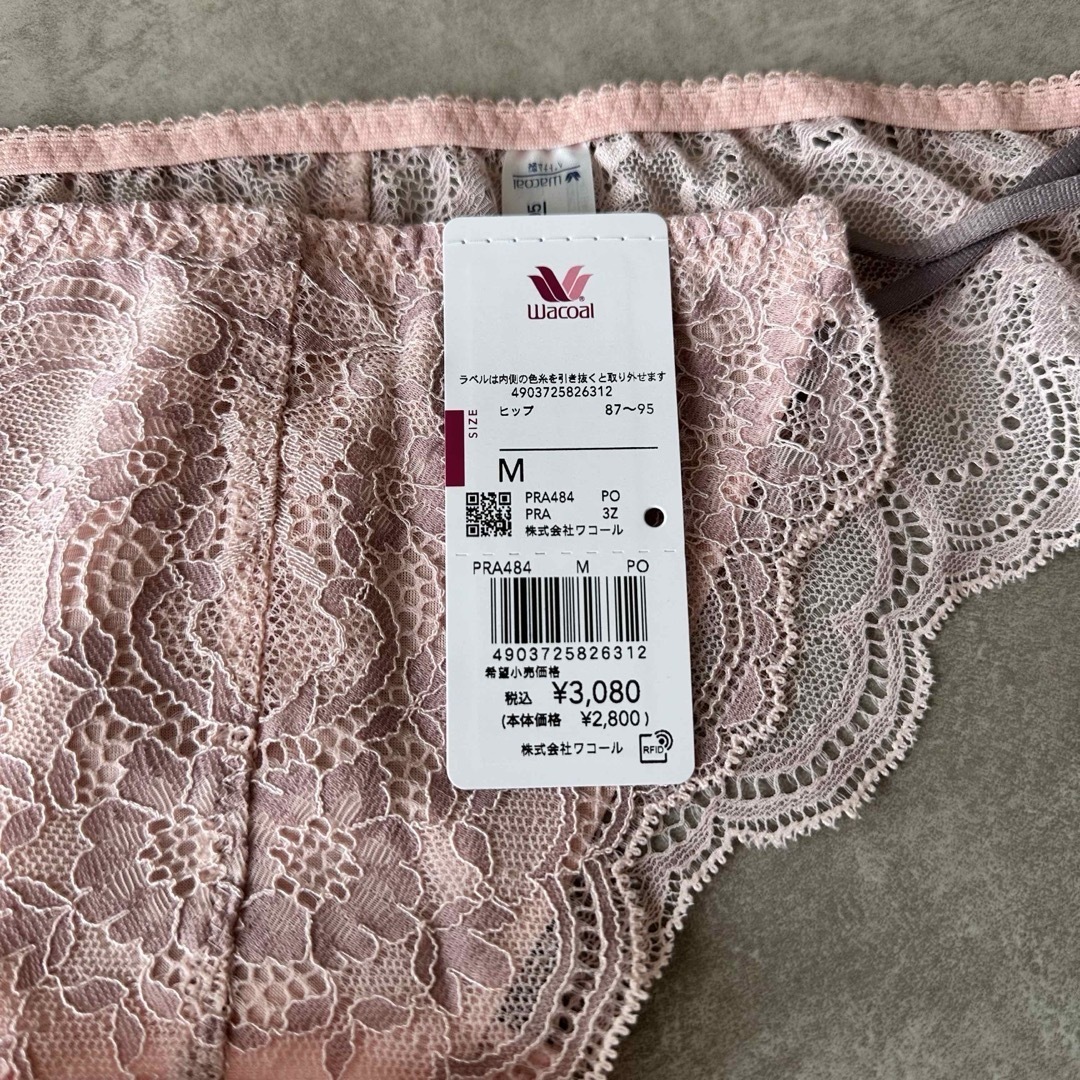 Wacoal
ラベルは内側の色糸を引き抜くと取り外せます
4903725826312
SIZE
ヒップ 87〜95
M
PRA484 PO
PRA 3Z
株式会社ワコール
PRA484 M PO
4903725826312
希望小売価格
税込 ¥3,080
(本体価格 ¥2,800)
株式会社ワコール
RFID
Wacoal